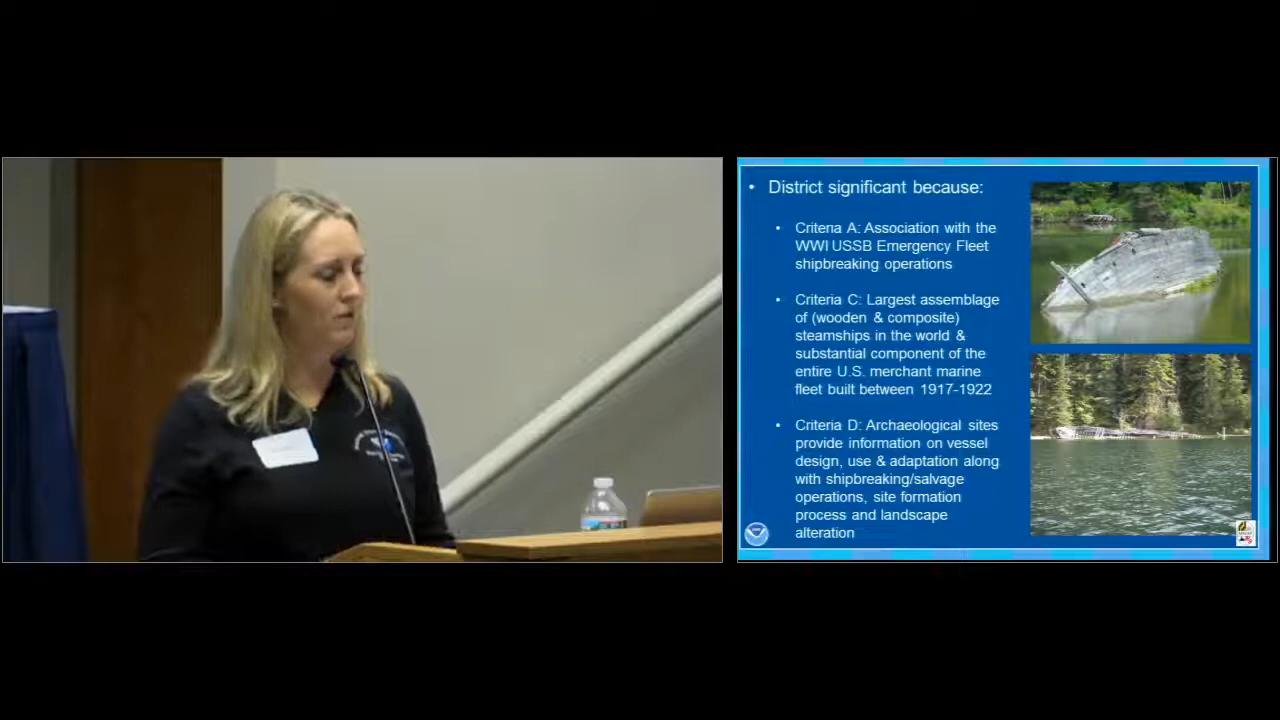 • District significant because:
• Criteria A: Association with the
WWI USSB Emergency Fleet
shipbreaking operations
• Criteria C: Largest assemblage
of (wooden & composite)
steamships in the world &
substantial component of the
entire U.S. merchant marine
fleet built between 1917-1922
• Criteria D: Archaeological sites
provide information on vessel
design, use & adaptation along
with shipbreaking/salvage
operations, site formation
process and landscape
alteration